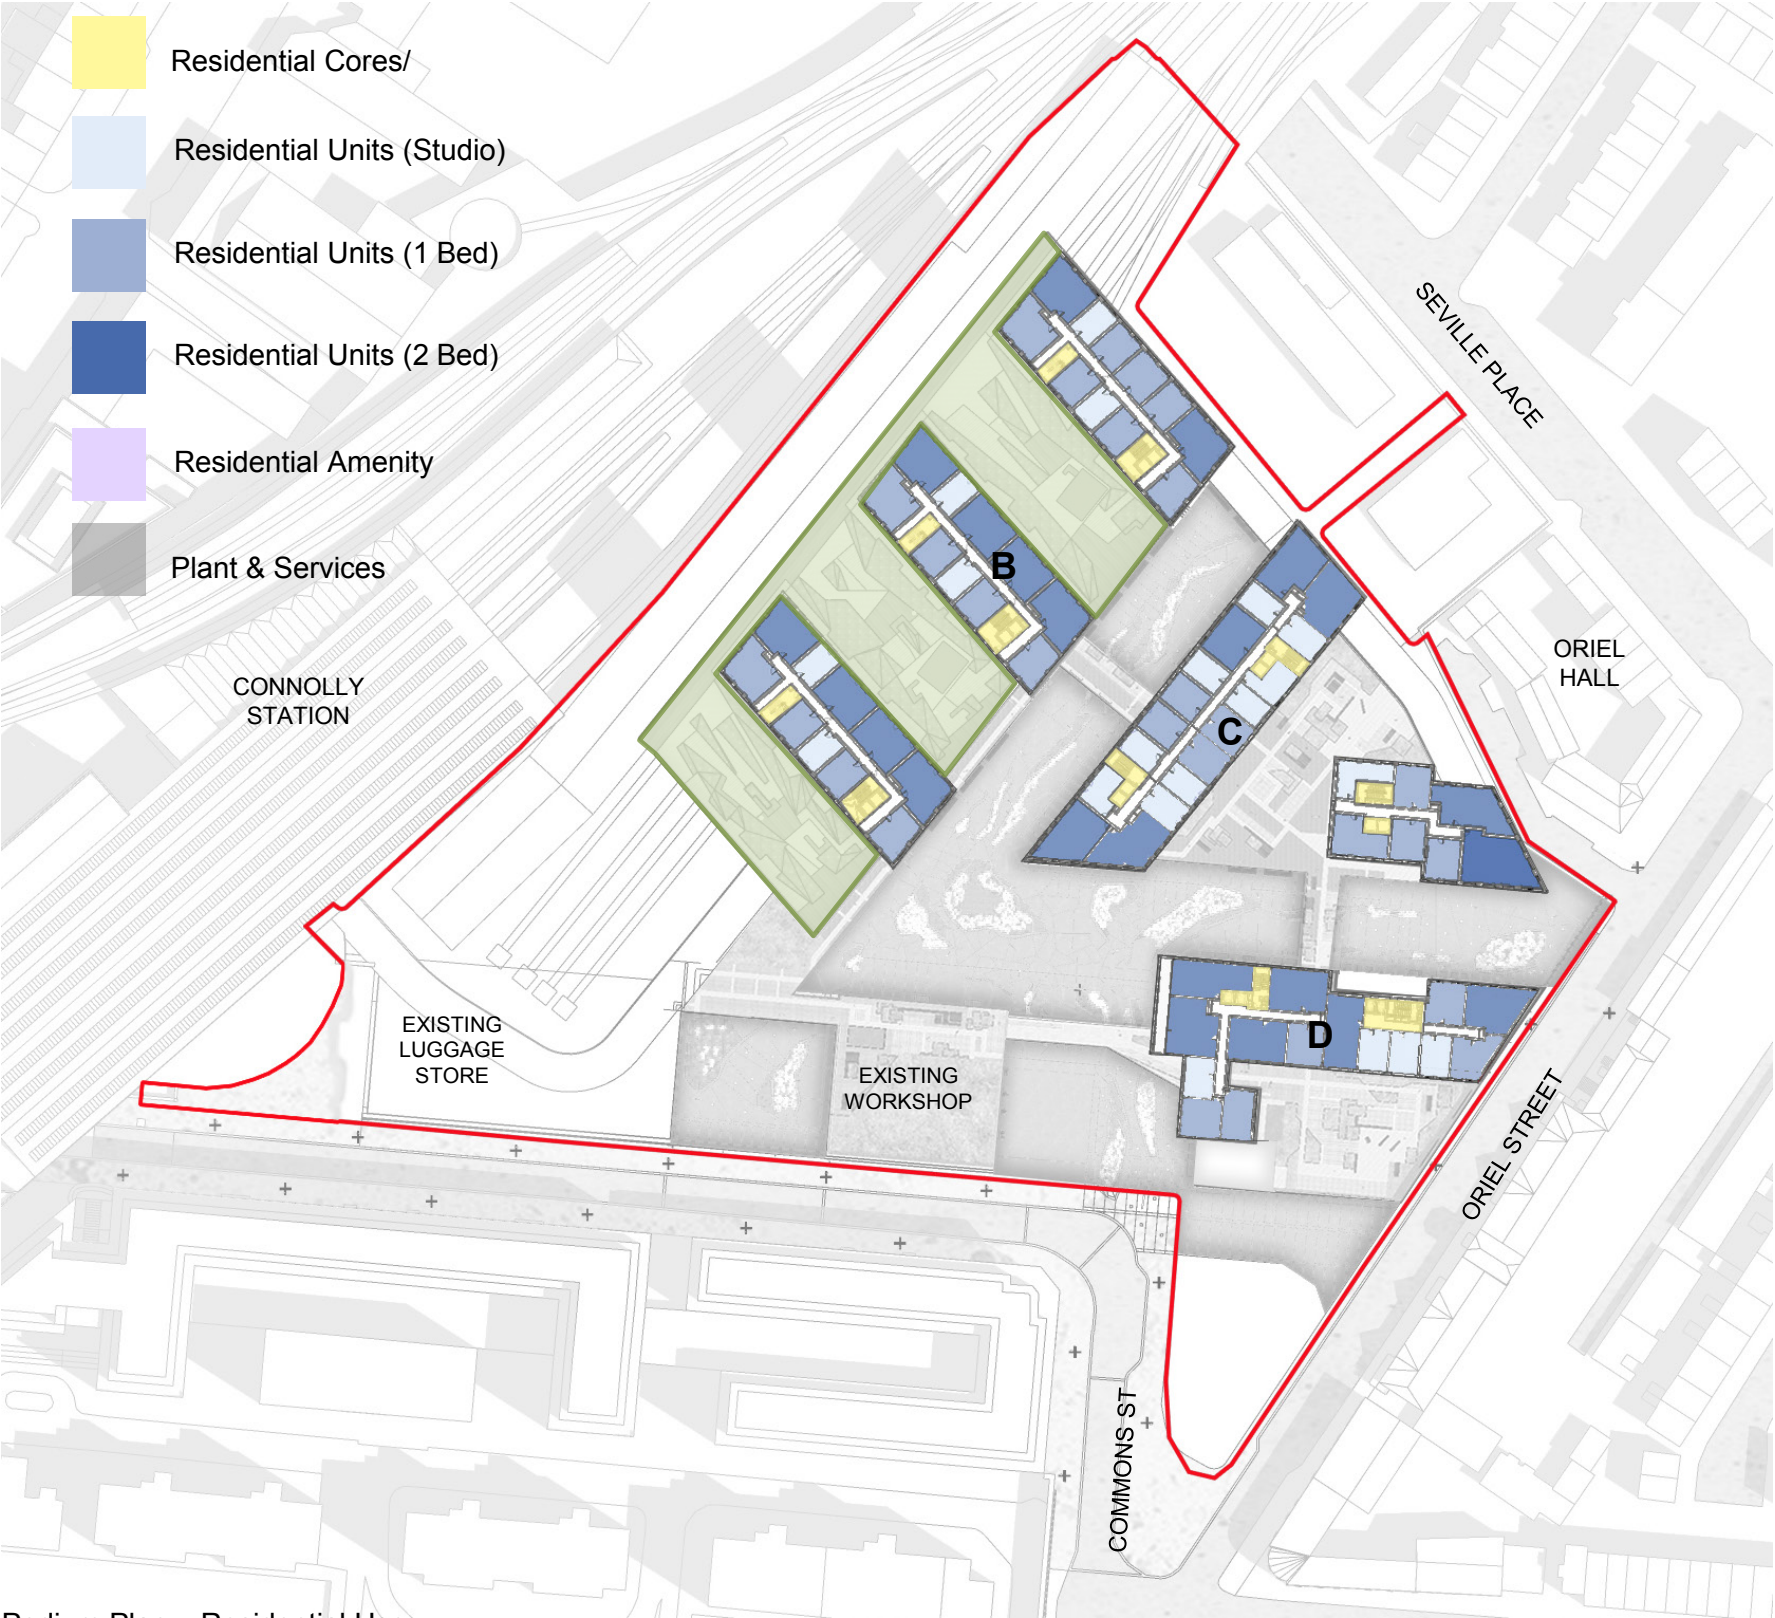 Residential Cores/
Residential Units (Studio)
Residential Units (1 Bed)
Residential Units (2 Bed)
Residential Amenity
Plant & Services
SEVILLE PLACE
B
C
D
ORIEL
HALL
CONNOLLY
STATION
EXISTING
LUGGAGE
STORE
EXISTING
WORKSHOP
ORIEL STREET
COMMONS ST